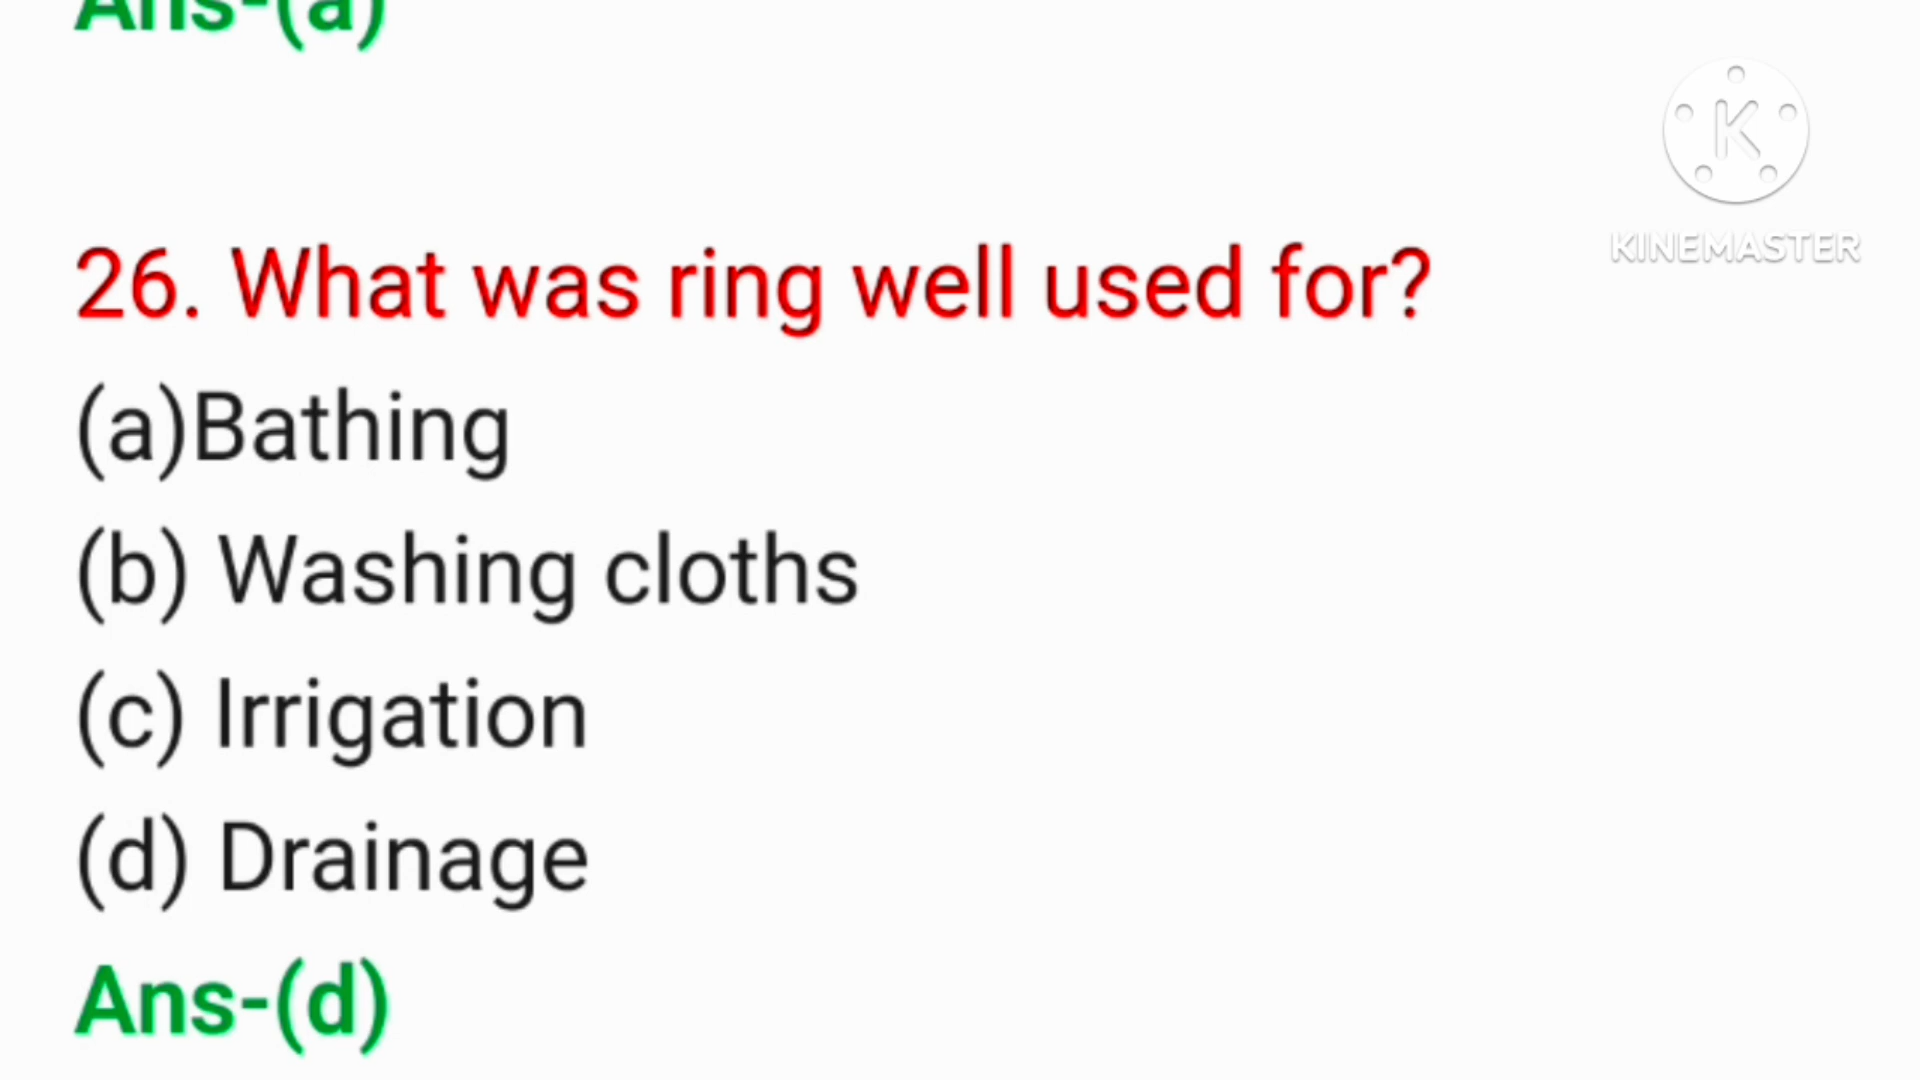 Ans-(a)
K
KINEMASTER
26. What was ring well used for?
(a)Bathing
(b) Washing cloths
(c) Irrigation
(d) Drainage
Ans-(d)